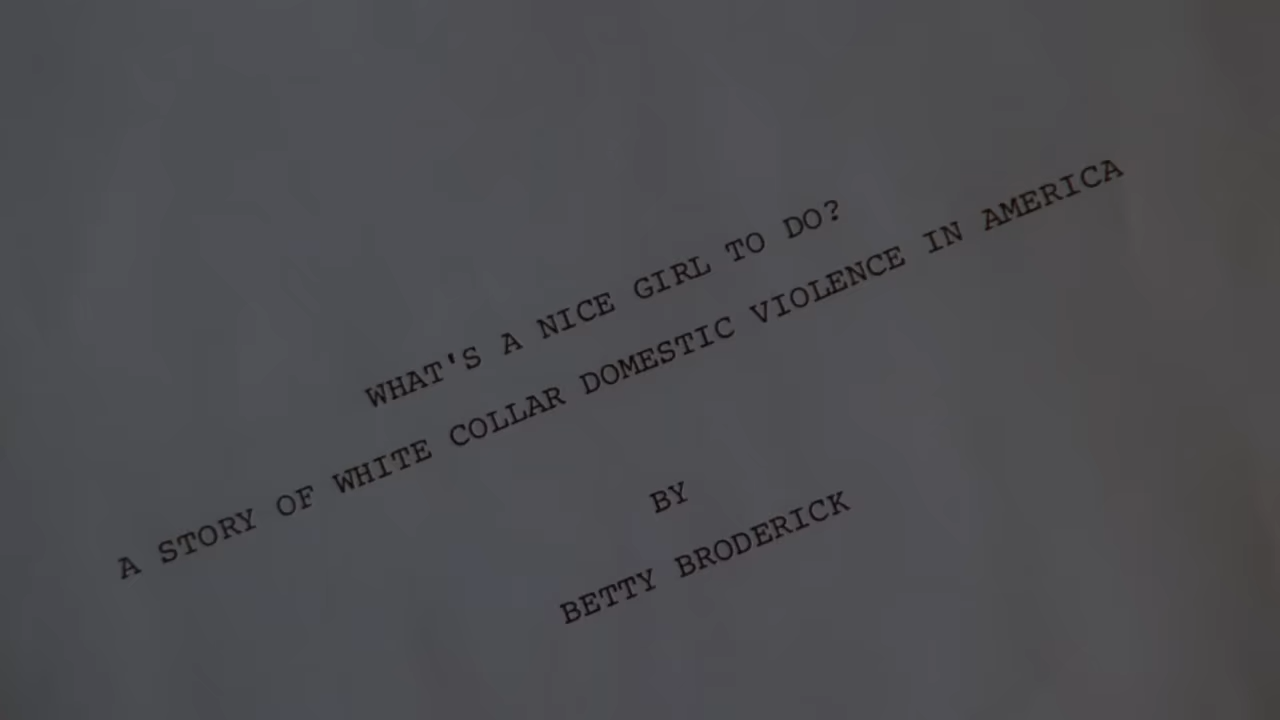 WHAT'S A NICE GIRL TO DO?
A STORY OF WHITE COLLAR DOMESTIC VIOLENCE IN AMERICA
BY
BETTY BRODERICK